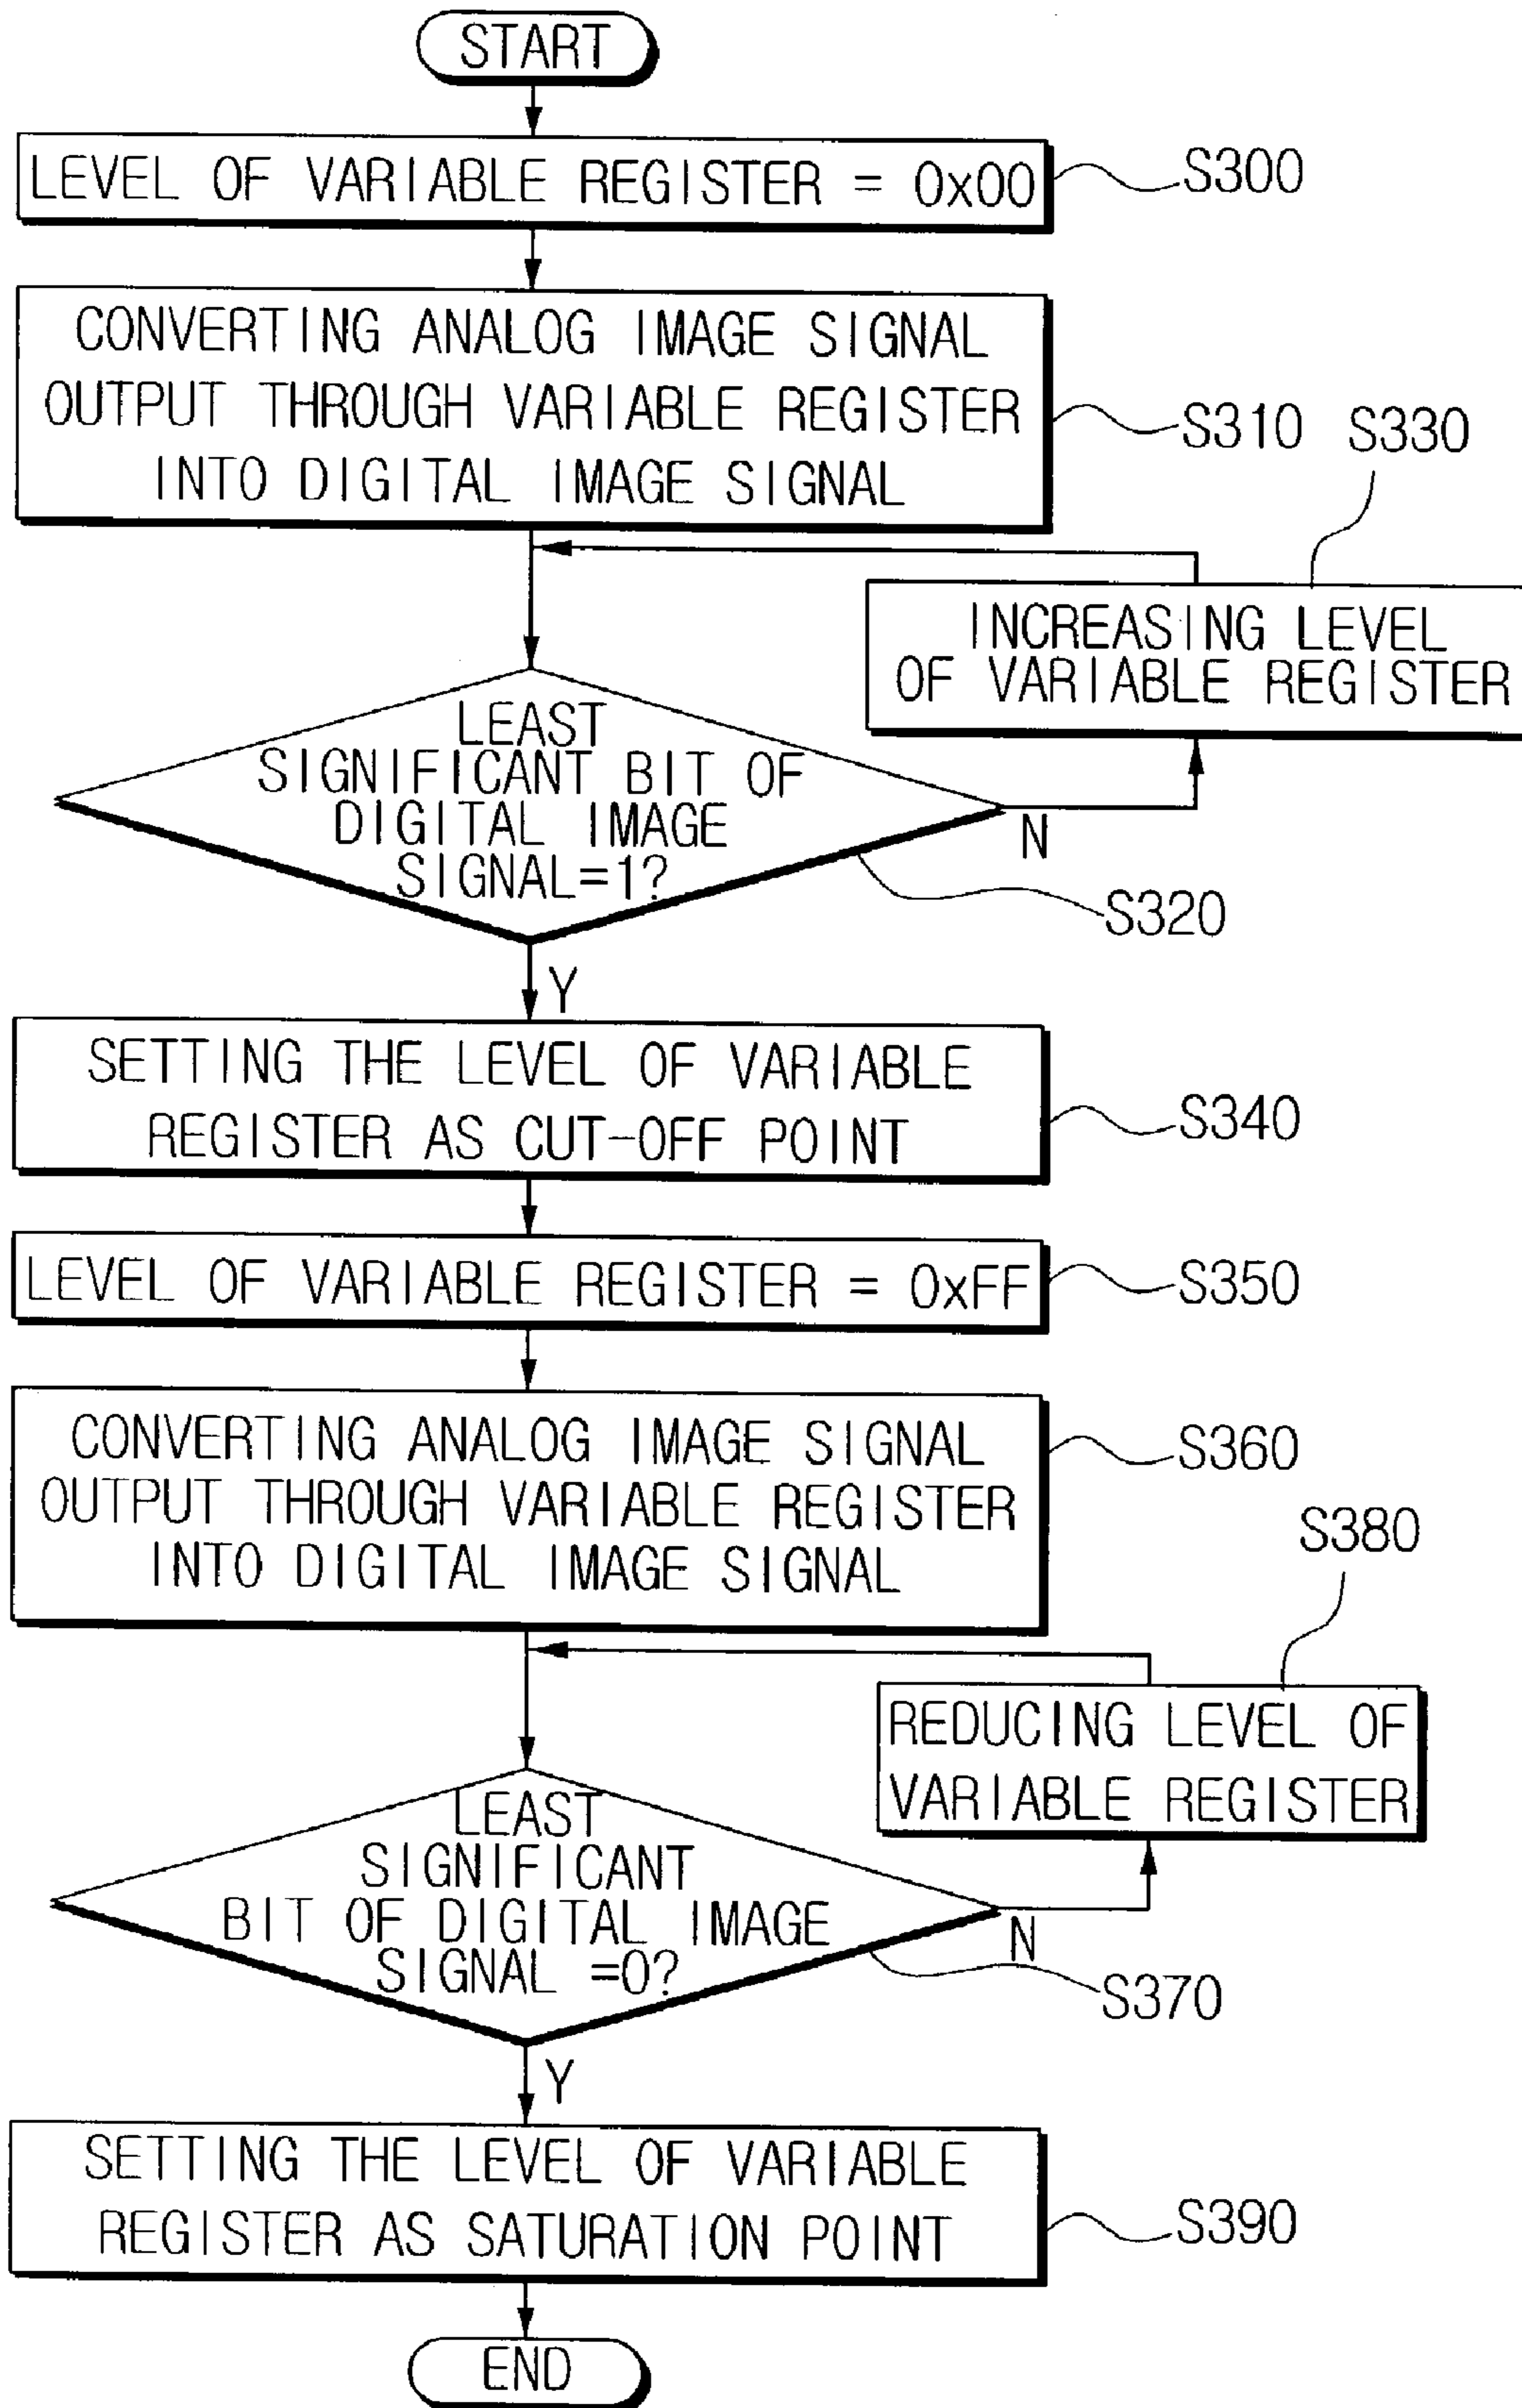 START
LEVEL OF VARIABLE REGISTER = 0x00
S300
CONVERTING ANALOG IMAGE SIGNAL
OUTPUT THROUGH VARIABLE REGISTER
INTO DIGITAL IMAGE SIGNAL
S310
S330
INCREASING LEVEL
OF VARIABLE REGISTER
LEAST
SIGNIFICANT BIT OF
DIGITAL IMAGE
SIGNAL=1?
N
S320
Y
SETTING THE LEVEL OF VARIABLE
REGISTER AS CUT-OFF POINT
S340
LEVEL OF VARIABLE REGISTER = 0xFF
S350
CONVERTING ANALOG IMAGE SIGNAL
OUTPUT THROUGH VARIABLE REGISTER
INTO DIGITAL IMAGE SIGNAL
S360
S380
REDUCING LEVEL OF
VARIABLE REGISTER
LEAST
SIGNIFICANT
BIT OF DIGITAL IMAGE
SIGNAL =0?
N
S370
Y
SETTING THE LEVEL OF VARIABLE
REGISTER AS SATURATION POINT
S390
END